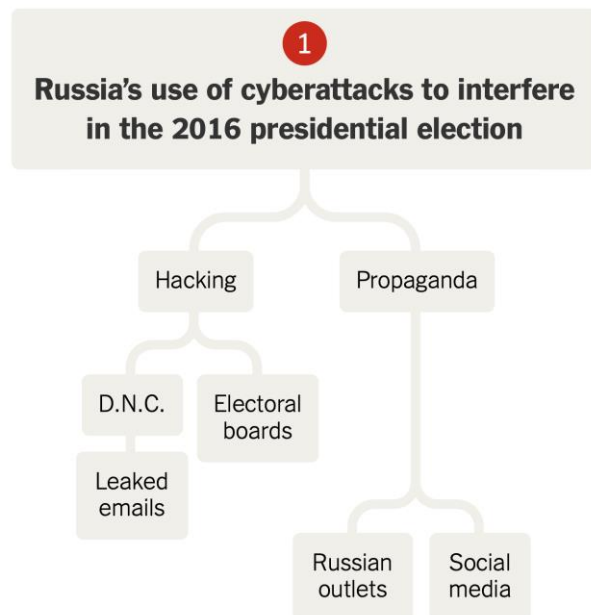 1
Russia’s use of cyberattacks to interfere
in the 2016 presidential election
Hacking
Propaganda
D.N.C.
Electoral
boards
Leaked
emails
Russian
outlets
Social
media